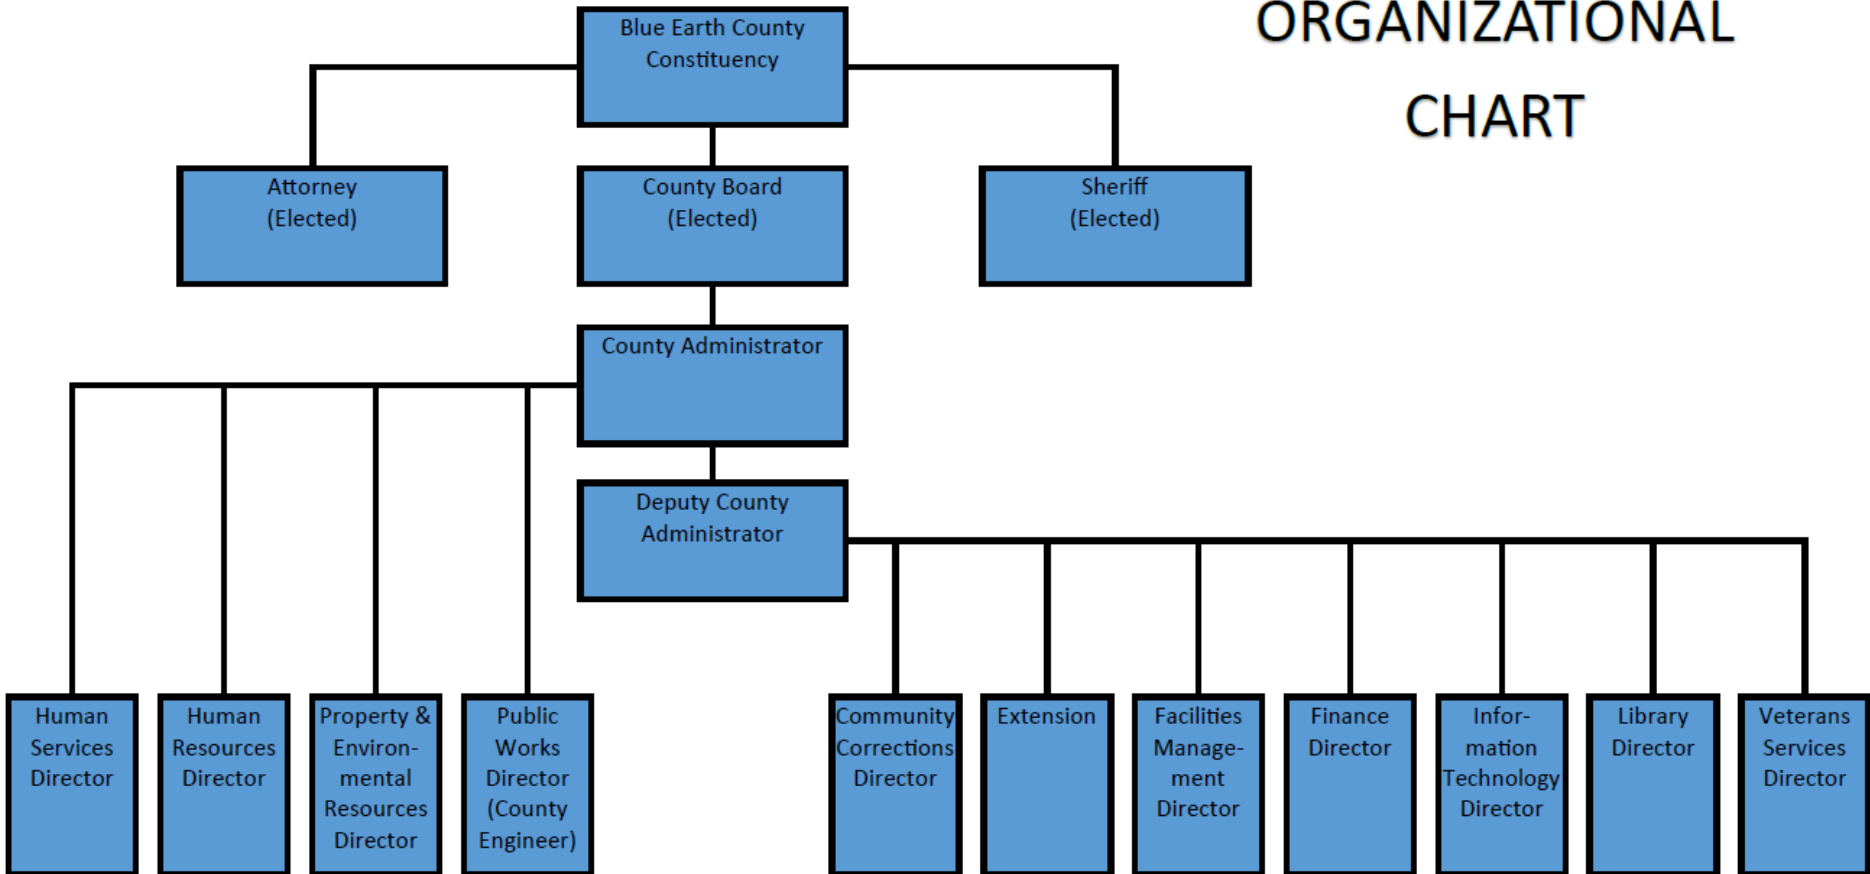 ORGANIZATIONAL
CHART
Blue Earth County
Constituency
Attorney
(Elected)
County Board
(Elected)
Sheriff
(Elected)
County Administrator
Deputy County
Administrator
Human
Services
Director
Human
Resources
Director
Property &
Environ-
mental
Resources
Director
Public
Works
Director
(County
Engineer)
Community
Corrections
Director
Extension
Facilities
Manage-
ment
Director
Finance
Director
Infor-
mation
Technology
Director
Library
Director
Veterans
Services
Director